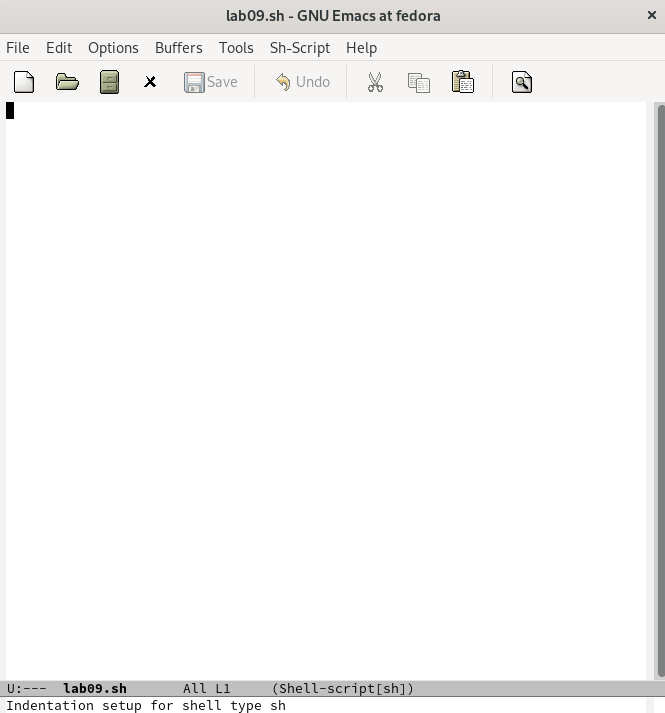 lab09.sh - GNU Emacs at fedora ×
File Edit Options Buffers Tools Sh-Script Help
Save Undo
U:--- lab09.sh All L1 (Shell-script[sh])
Indentation setup for shell type sh